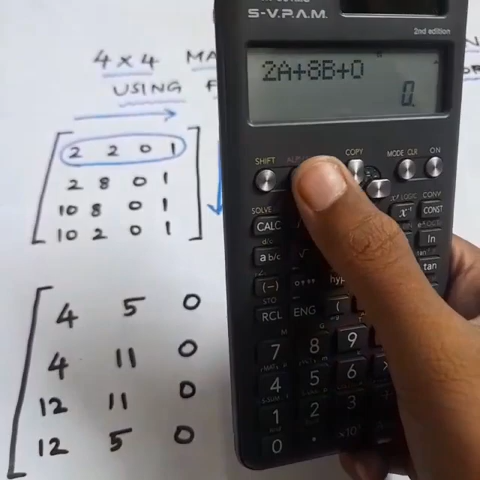 S-V.P.A.M.
2nd edition
4 × 4 MA
USING F
2A+8B+0
0.
2 2 0 1
2 8 0 1
10 8 0 1
10 2 0 1
4 5 0
4 11 0
12 11 0
12 5 0
SHIFT COPY MODE CLR ON
SOLVE CONV
CALC x⁻¹ CONST
d/c
a b/c ln
(-) °'" hyp tan
STO
RCL ENG (
7 8 9
4 5 6
1 2 3
0 .